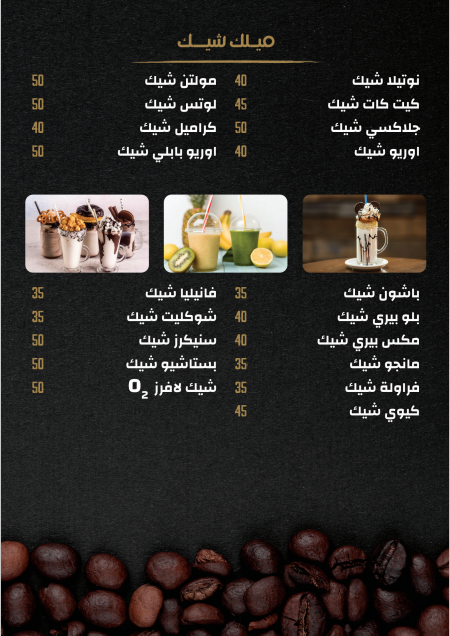 ميلك شيك
نوتيلا شيك 40
كيت كات شيك 45
جلاكسي شيك 50
اوريو شيك 40
مولتن شيك 50
لوتس شيك 50
كراميل شيك 40
اوريو بابلي شيك 50
باشون شيك 35
بلو بيري شيك 40
مكس بيري شيك 40
مانجو شيك 35
فراولة شيك 35
كيوي شيك 45
فانيليا شيك 35
شوكليت شيك 35
سنيكرز شيك 50
بستاشيو شيك 50
شيك لافرز O2 50